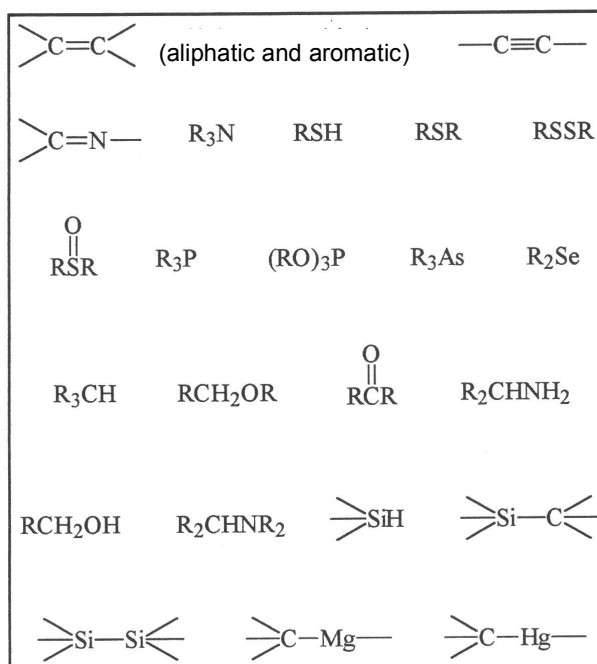 C=C (aliphatic and aromatic) —C≡C—
C=N— R₃N RSH RSR RSSR
O
RSR R₃P (RO)₃P R₃As R₂Se
O
R₃CH RCH₂OR RCR R₂CHNH₂
RCH₂OH R₂CHNR₂ SiH Si—C
Si—Si C—Mg— C—Hg—